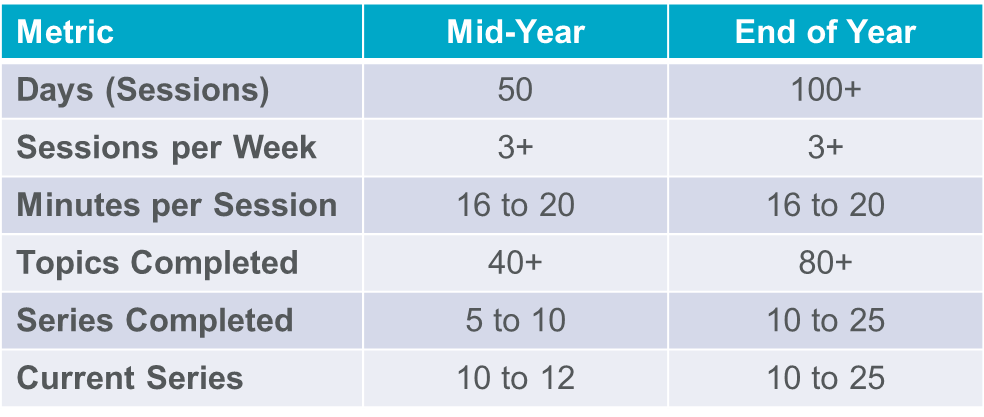 Metric Mid-Year End of Year
Days (Sessions) 50 100+
Sessions per Week 3+ 3+
Minutes per Session 16 to 20 16 to 20
Topics Completed 40+ 80+
Series Completed 5 to 10 10 to 25
Current Series 10 to 12 10 to 25